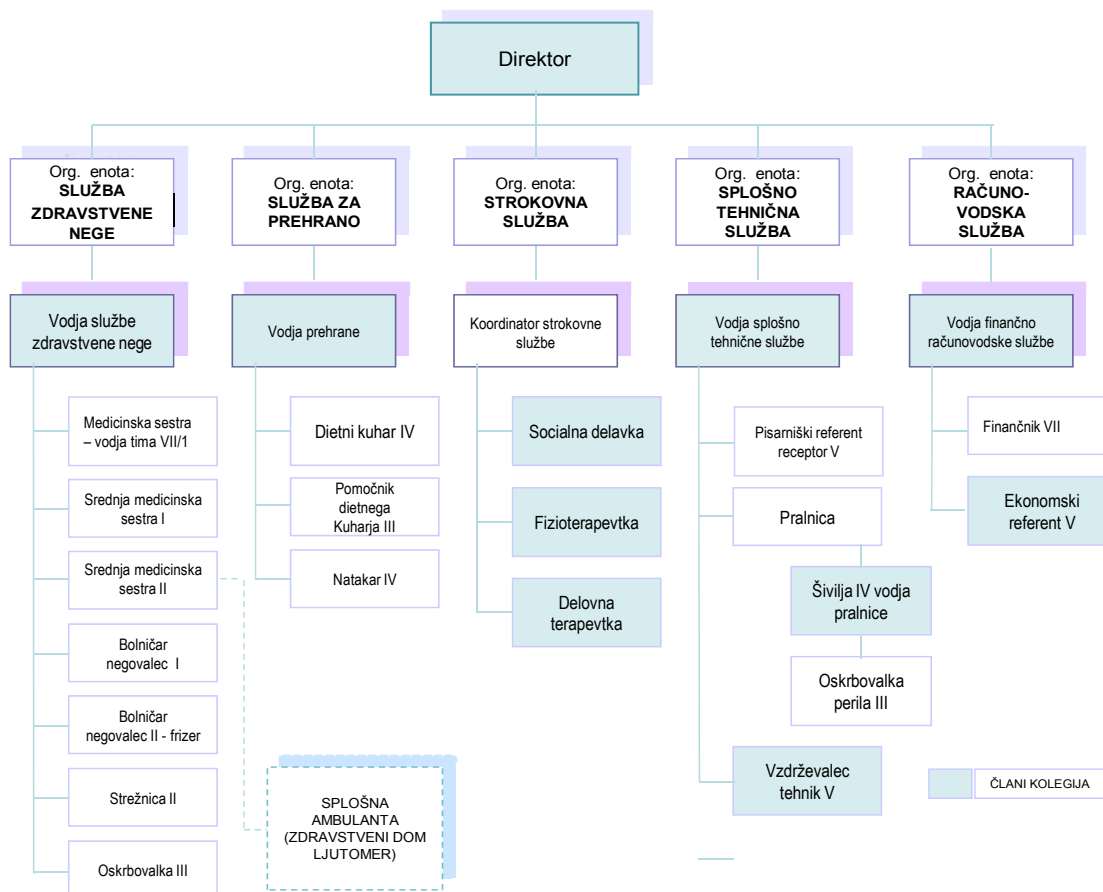 Direktor
Org. enota:
SLUŽBA
ZDRAVSTVENE
NEGE
Org. enota:
SLUŽBA ZA
PREHRANO
Org. enota:
STROKOVNA
SLUŽBA
Org. enota:
SPLOŠNO
TEHNIČNA
SLUŽBA
Org. enota:
RAČUNO-
VODSKA
SLUŽBA
Vodja službe
zdravstvene nege
Vodja prehrane
Koordinator strokovne
službe
Vodja splošno
tehnične službe
Vodja finančno
računovodske službe
Medicinska sestra
– vodja tima VII/1
Srednja medicinska
sestra I
Srednja medicinska
sestra II
Bolničar
negovalec I
Bolničar
negovalec II - frizer
Strežnica II
Oskrbovalka III
Dietni kuhar IV
Pomočnik
dietnega
Kuharja III
Natakar IV
SPLOŠNA
AMBULANTA
(ZDRAVSTVENI DOM
LJUTOMER)
Socialna delavka
Fizioterapevtka
Delovna
terapevtka
Pisarniški referent
receptor V
Pralnica
Šivilja IV vodja
pralnice
Oskrbovalka
perila III
Vzdrževalec
tehnik V
Finančnik VII
Ekonomski
referent V
ČLANI KOLEGIJA